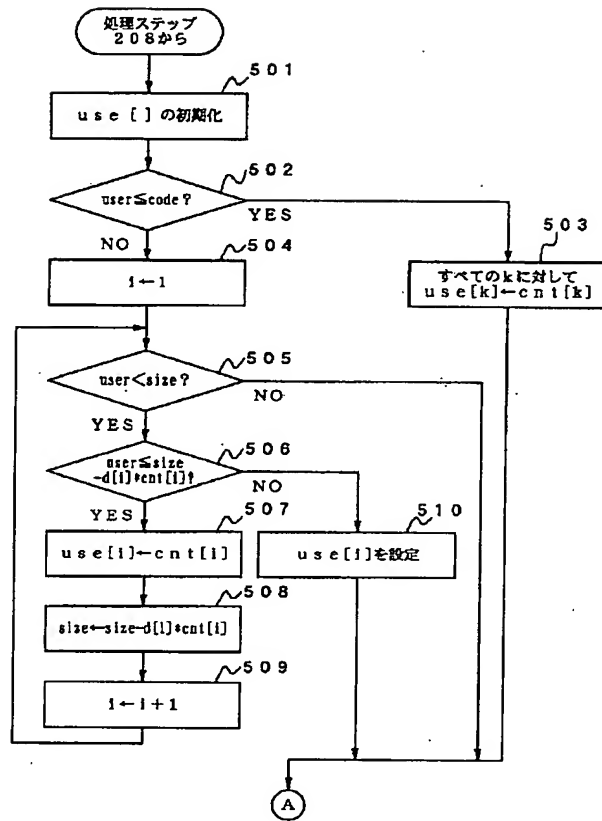 処理ステップ
208から
501
use[]の初期化
502
user≦code?
YES
NO
503
すべてのkに対して
use[k]←cnt[k]
504
i←1
505
user<size?
NO
YES
506
user≦size
-d[i]*cnt[i]?
NO
YES
507
use[i]←cnt[i]
510
use[i]を設定
508
size←size-d[i]*cnt[i]
509
i←i+1
A